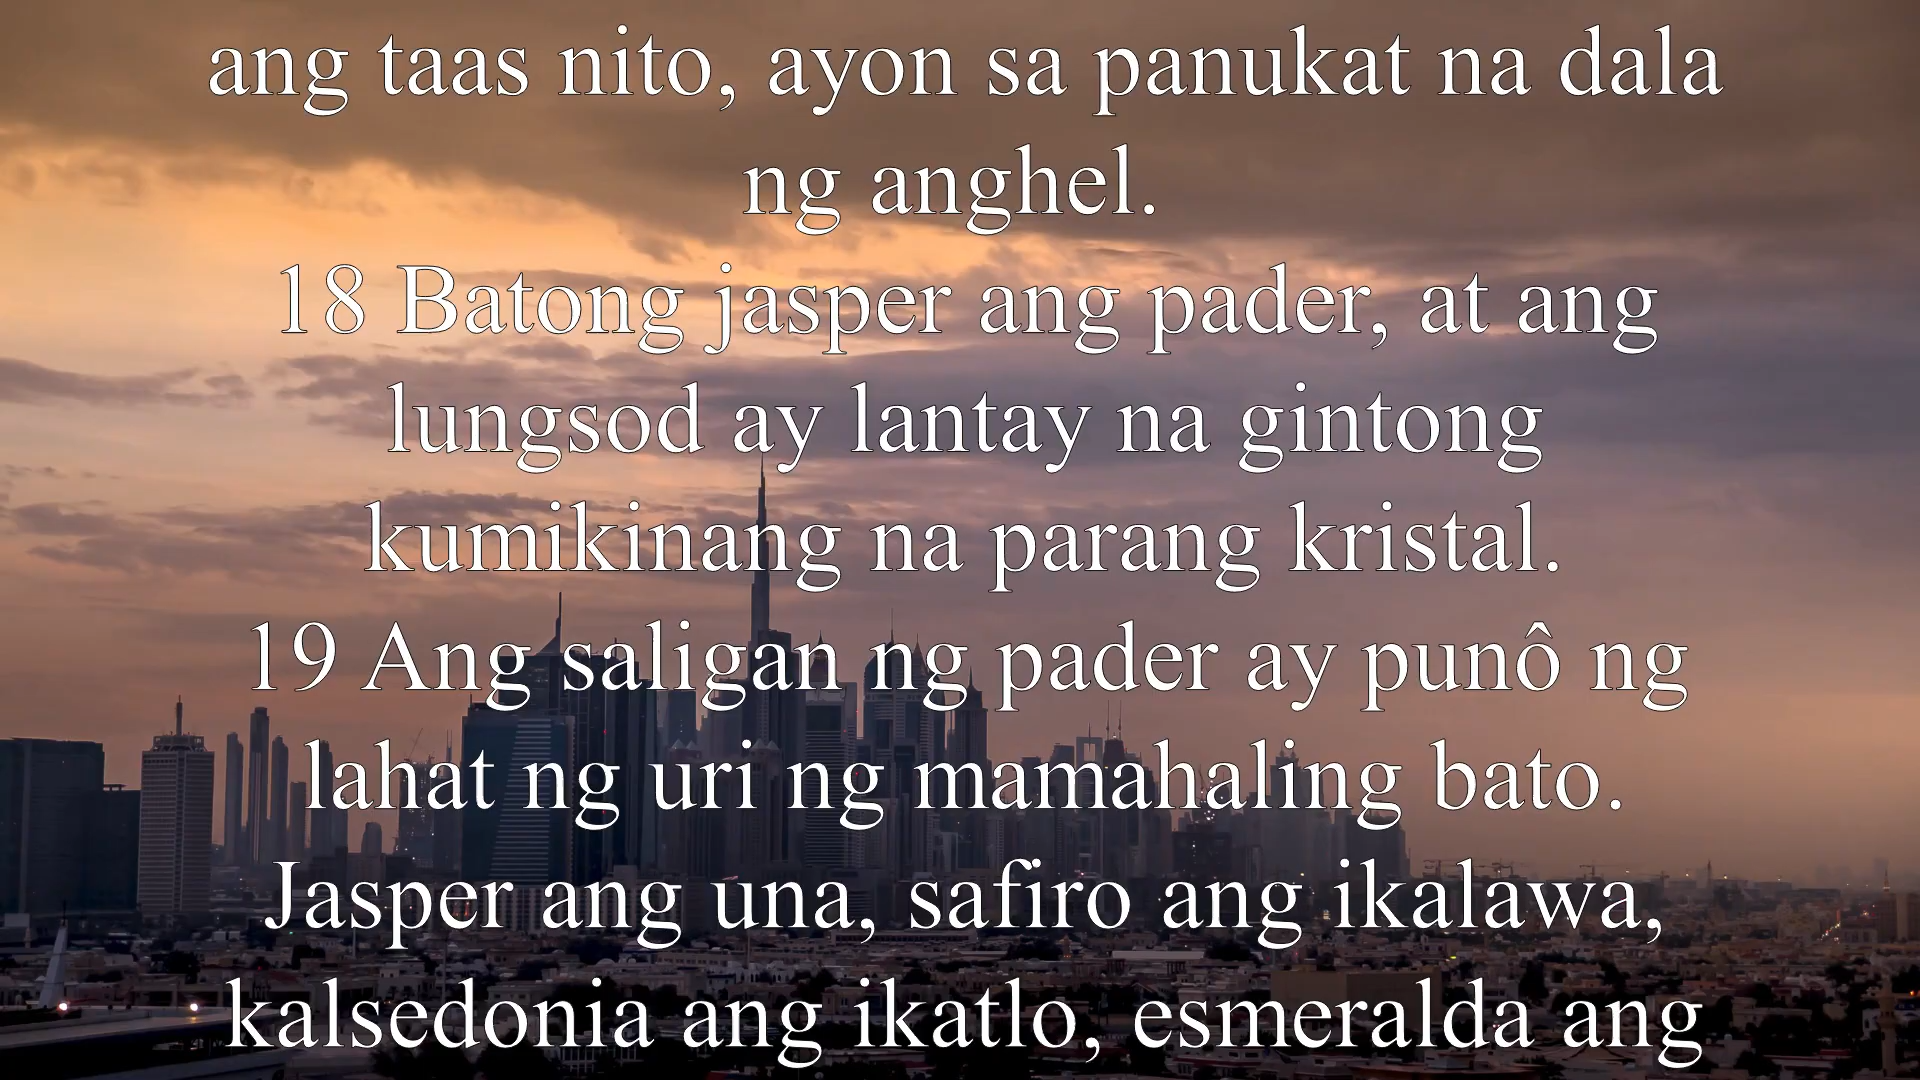 ang taas nito, ayon sa panukat na dala
ng anghel.
18 Batong jasper ang pader, at ang
lungsod ay lantay na gintong
kumikinang na parang kristal.
19 Ang saligan ng pader ay punô ng
lahat ng uri ng mamahaling bato.
Jasper ang una, safiro ang ikalawa,
kalsedonia ang ikatlo, esmeralda ang